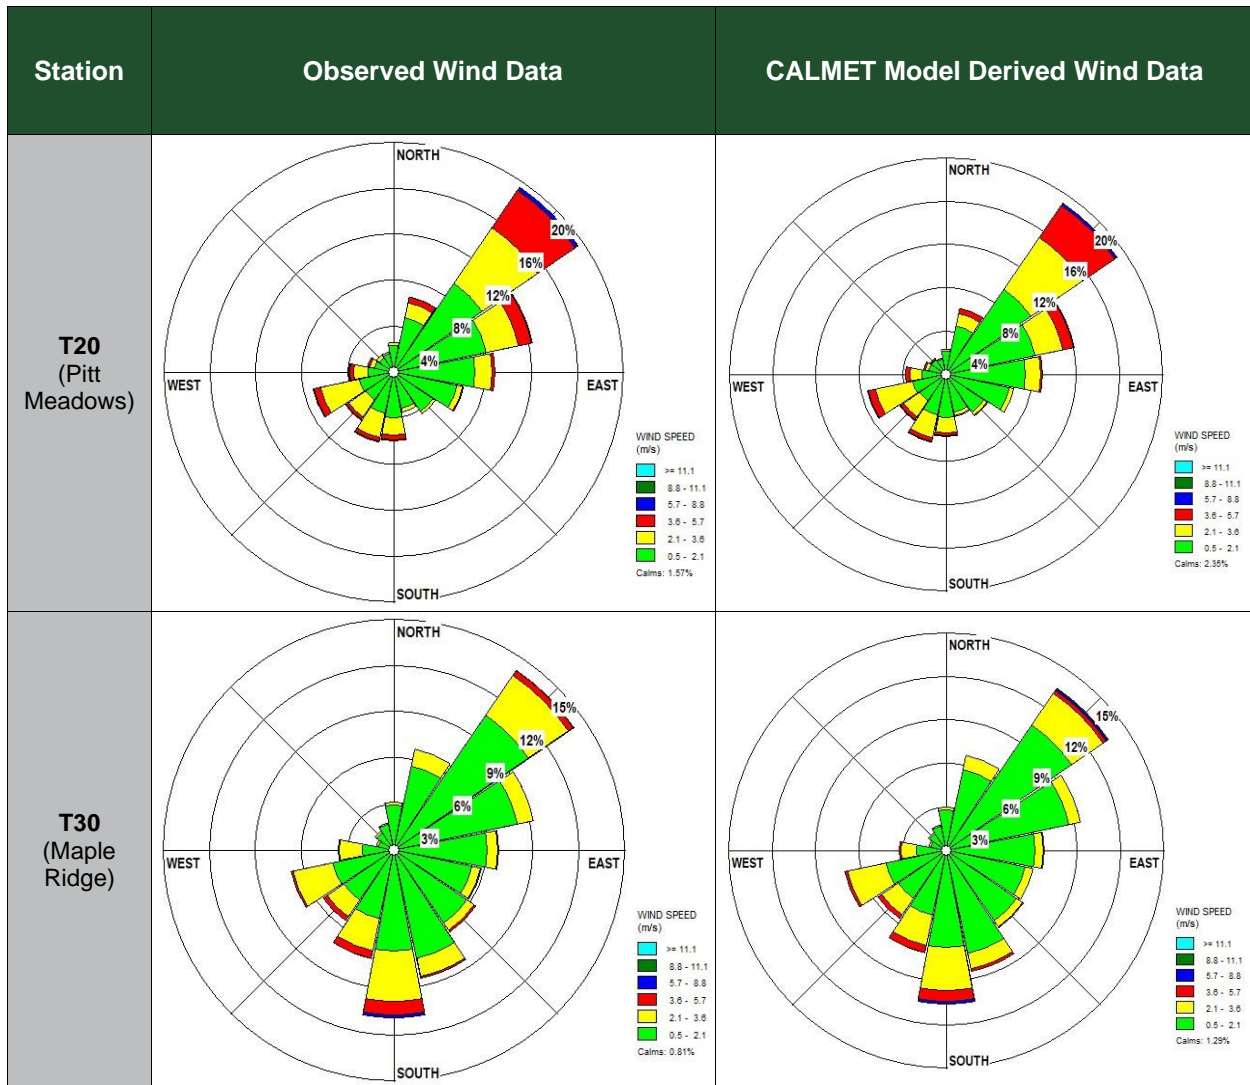 Station
Observed Wind Data
CALMET Model Derived Wind Data
T20
(Pitt
Meadows)
NORTH
20%
16%
12%
8%
4%
WEST
EAST
SOUTH
WIND SPEED
(m/s)
>= 11.1
8.8 - 11.1
5.7 - 8.8
3.6 - 5.7
2.1 - 3.6
0.5 - 2.1
Calms: 1.57%
NORTH
20%
16%
12%
8%
4%
WEST
EAST
SOUTH
WIND SPEED
(m/s)
>= 11.1
8.8 - 11.1
5.7 - 8.8
3.6 - 5.7
2.1 - 3.6
0.5 - 2.1
Calms: 2.35%
T30
(Maple
Ridge)
NORTH
15%
12%
9%
6%
3%
WEST
EAST
SOUTH
WIND SPEED
(m/s)
>= 11.1
8.8 - 11.1
5.7 - 8.8
3.6 - 5.7
2.1 - 3.6
0.5 - 2.1
Calms: 0.81%
NORTH
15%
12%
9%
6%
3%
WEST
EAST
SOUTH
WIND SPEED
(m/s)
>= 11.1
8.8 - 11.1
5.7 - 8.8
3.6 - 5.7
2.1 - 3.6
0.5 - 2.1
Calms: 1.29%